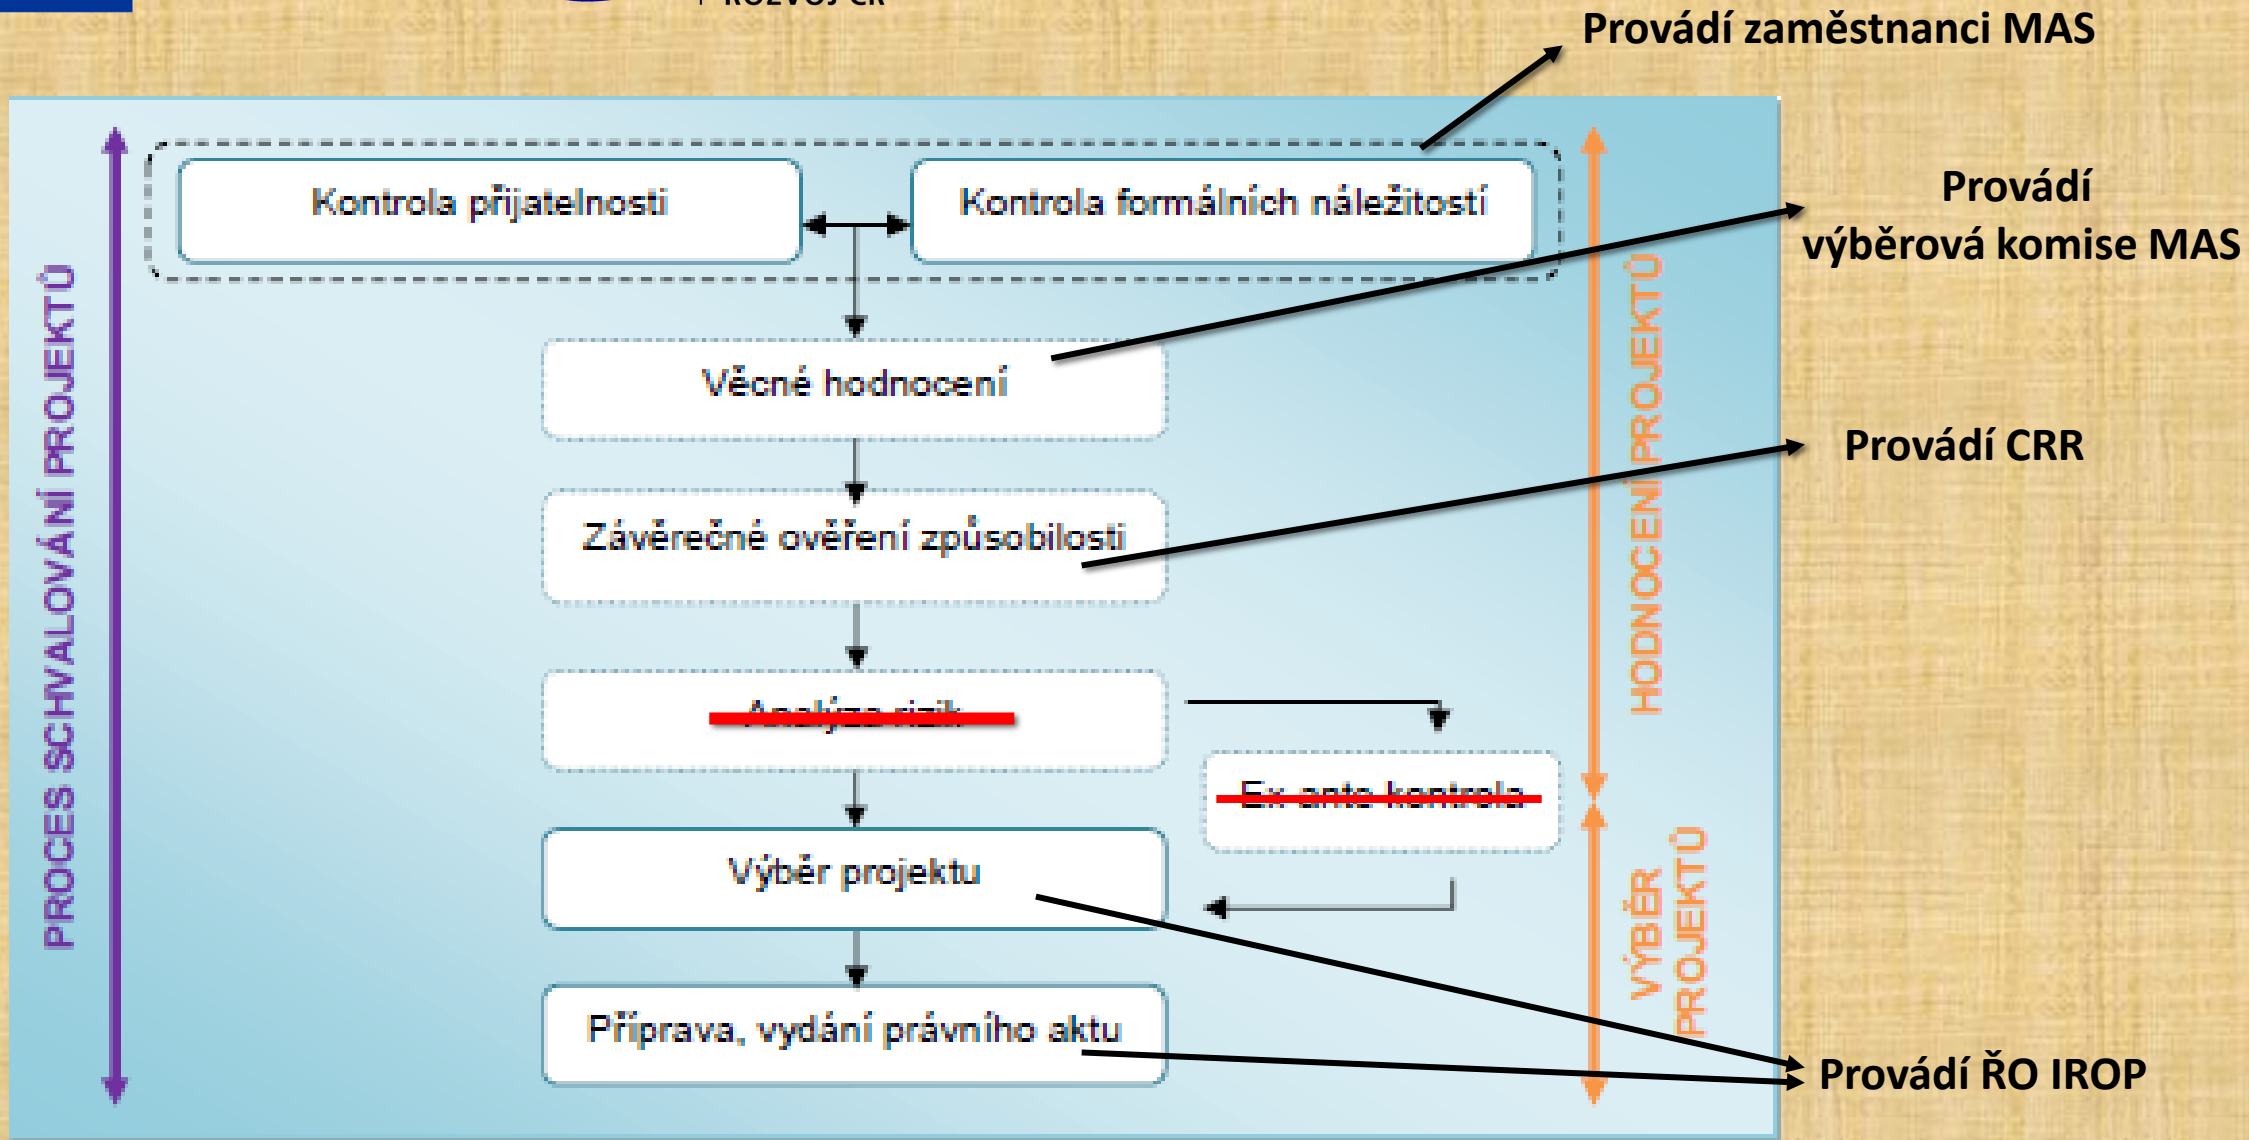 ROZVOJ ČR
Provádí zaměstnanci MAS
Kontrola přijatelnosti
Kontrola formálních náležitostí
Provádí
výběrová komise MAS
Věcné hodnocení
Provádí CRR
Závěrečné ověření způsobilosti
Analýza rizik
Ex-ante kontrola
Výběr projektu
Příprava, vydání právního aktu
Provádí ŘO IROP
PROCES SCHVALOVÁNÍ PROJEKTŮ
HODNOCENÍ PROJEKTŮ
VÝBĚR
PROJEKTŮ